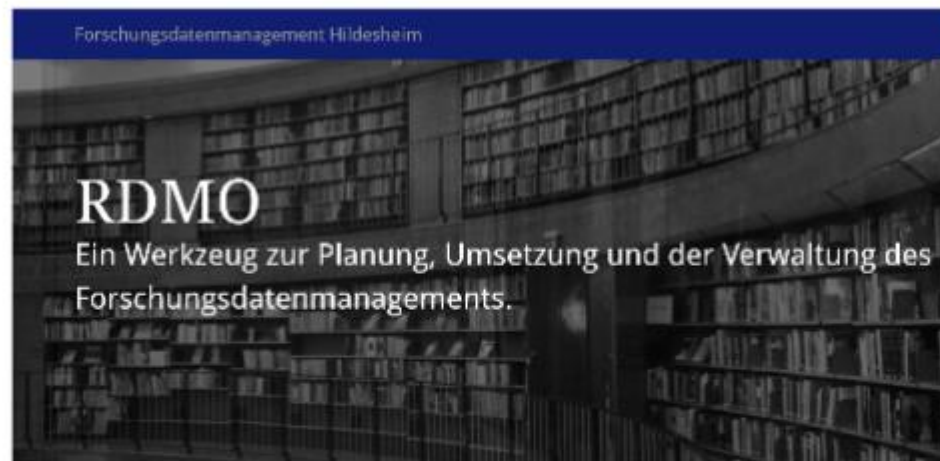 Forschungsdatenmanagement Hildesheim
RDMO
Ein Werkzeug zur Planung, Umsetzung und der Verwaltung des
Forschungsdatenmanagements.